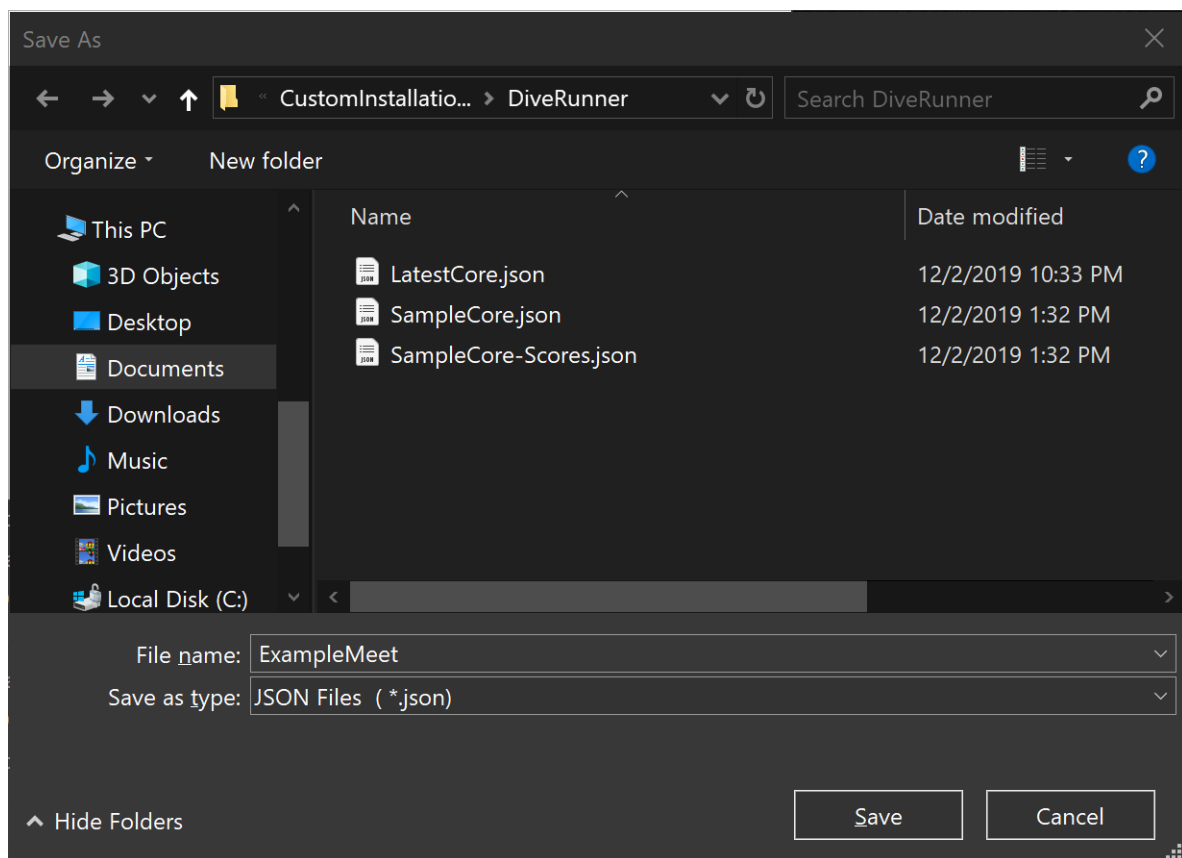 Save As
CustomInstallatio... DiveRunner Search DiveRunner
Organize New folder ?
Name Date modified
This PC
3D Objects
Desktop
Documents
Downloads
Music
Pictures
Videos
Local Disk (C:)
JSON LatestCore.json 12/2/2019 10:33 PM
JSON SampleCore.json 12/2/2019 1:32 PM
JSON SampleCore-Scores.json 12/2/2019 1:32 PM
File name: ExampleMeet
Save as type: JSON Files ( *.json)
Hide Folders Save Cancel